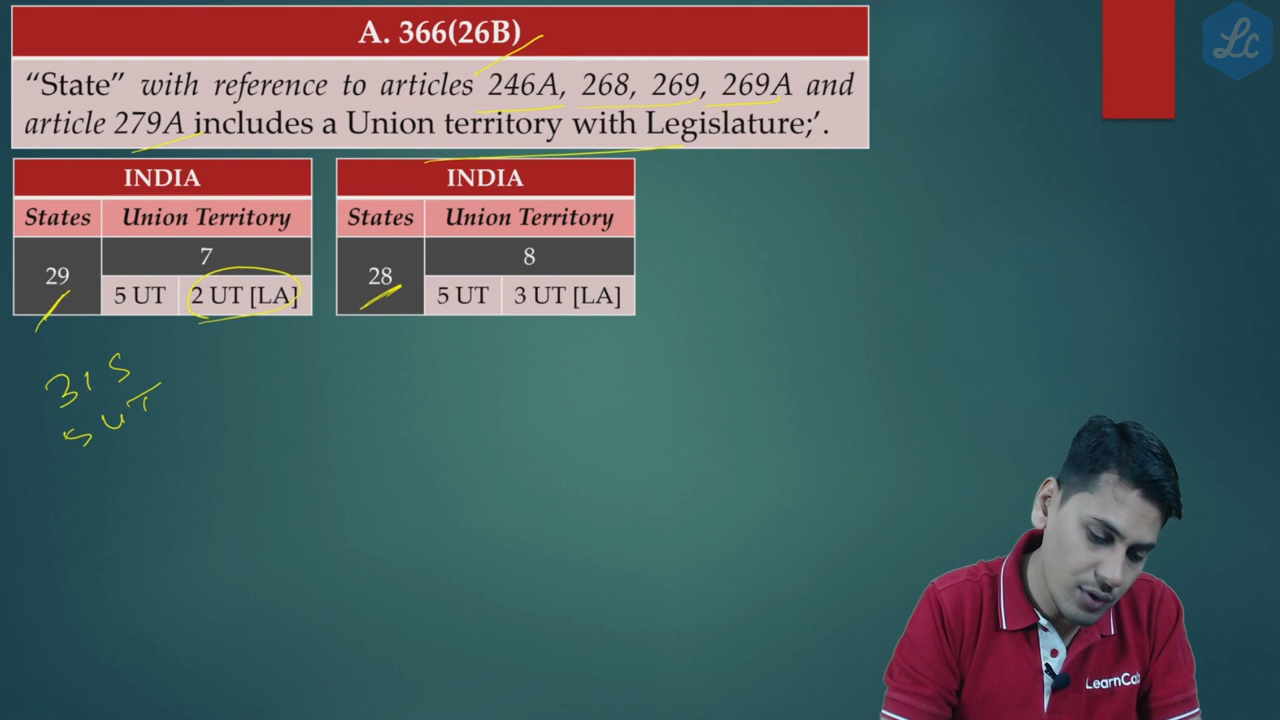 A. 366(26B)
Lc
“State” with reference to articles 246A, 268, 269, 269A and
article 279A includes a Union territory with Legislature;’.
INDIA
States Union Territory
29
7
5 UT 2 UT [LA]
INDIA
States Union Territory
28
8
5 UT 3 UT [LA]
31 S
5 UT
LearnCab